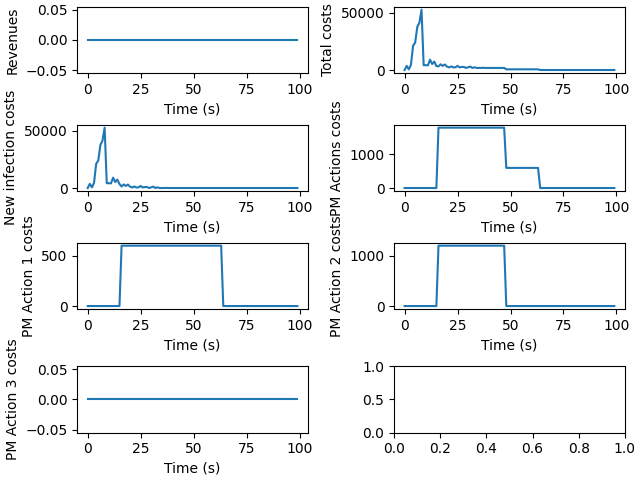 Revenues
0.05
0.00
−0.05
0 25 50 75 100
Time (s)
Total costs
50000
0
0 25 50 75 100
Time (s)
New infection costs
50000
0
0 25 50 75 100
Time (s)
PM Actions costs
1000
0
0 25 50 75 100
Time (s)
PM Action 1 costs
500
0
0 25 50 75 100
Time (s)
PM Action 2 costs
1000
0
0 25 50 75 100
Time (s)
PM Action 3 costs
0.05
0.00
−0.05
0 25 50 75 100
Time (s)
1.0
0.5
0.0
0.0 0.2 0.4 0.6 0.8 1.0